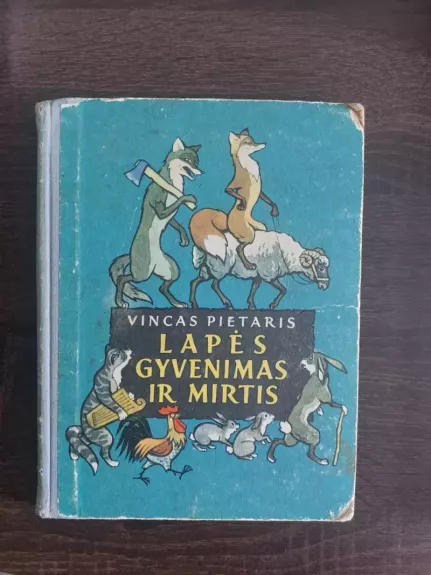 VINCAS PIETARIS
LAPĖS
GYVENIMAS
IR MIRTIS